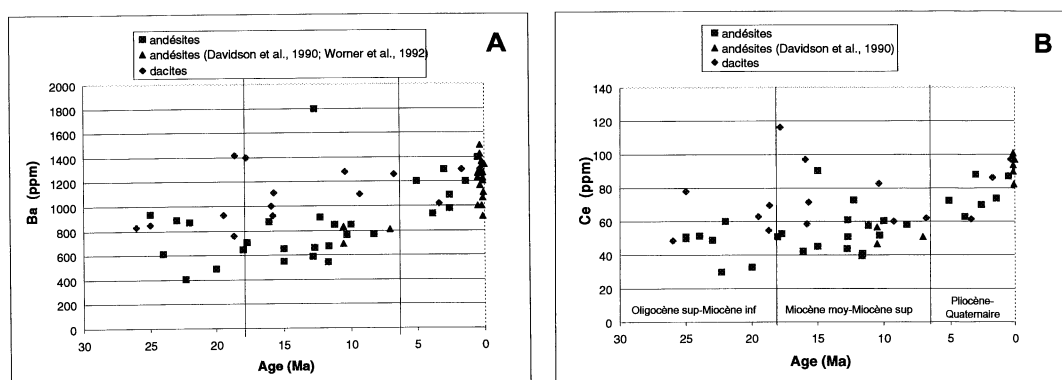 A
■ andésites
▲ andésites (Davidson et al., 1990; Worner et al., 1992)
◆ dacites
2000
1800
1600
1400
1200
1000
800
600
400
200
0
Ba (ppm)
30 25 20 15 10 5 0
Age (Ma)
B
■ andésites
▲ andésites (Davidson et al., 1990)
◆ dacites
140
120
100
80
60
40
20
0
Ce (ppm)
Oligocène sup-Miocène inf
Miocène moy-Miocène sup
Pliocène-
Quaternaire
30 25 20 15 10 5 0
Age (Ma)